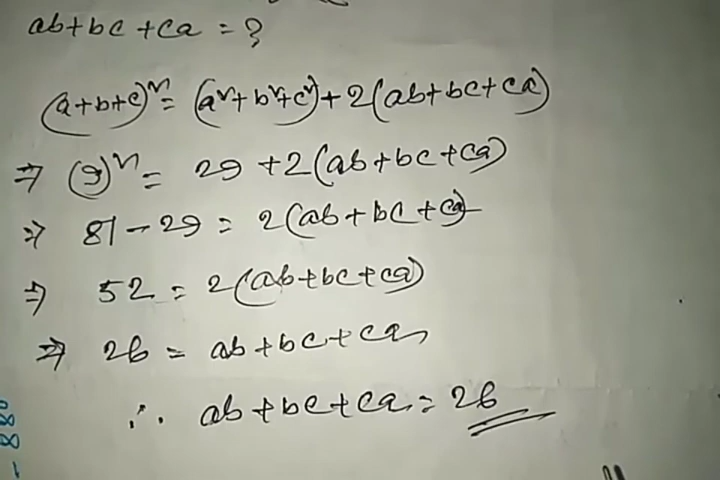 ab+bc+ca = ?
(a+b+c)² = (a²+b²+c²)+2(ab+bc+ca)
⇒ (9)² = 29 +2(ab+bc+ca)
⇒ 81-29 = 2(ab+bc+ca)
⇒ 52 = 2(ab+bc+ca)
⇒ 26 = ab+bc+ca
∴ ab+bc+ca = 26
-880